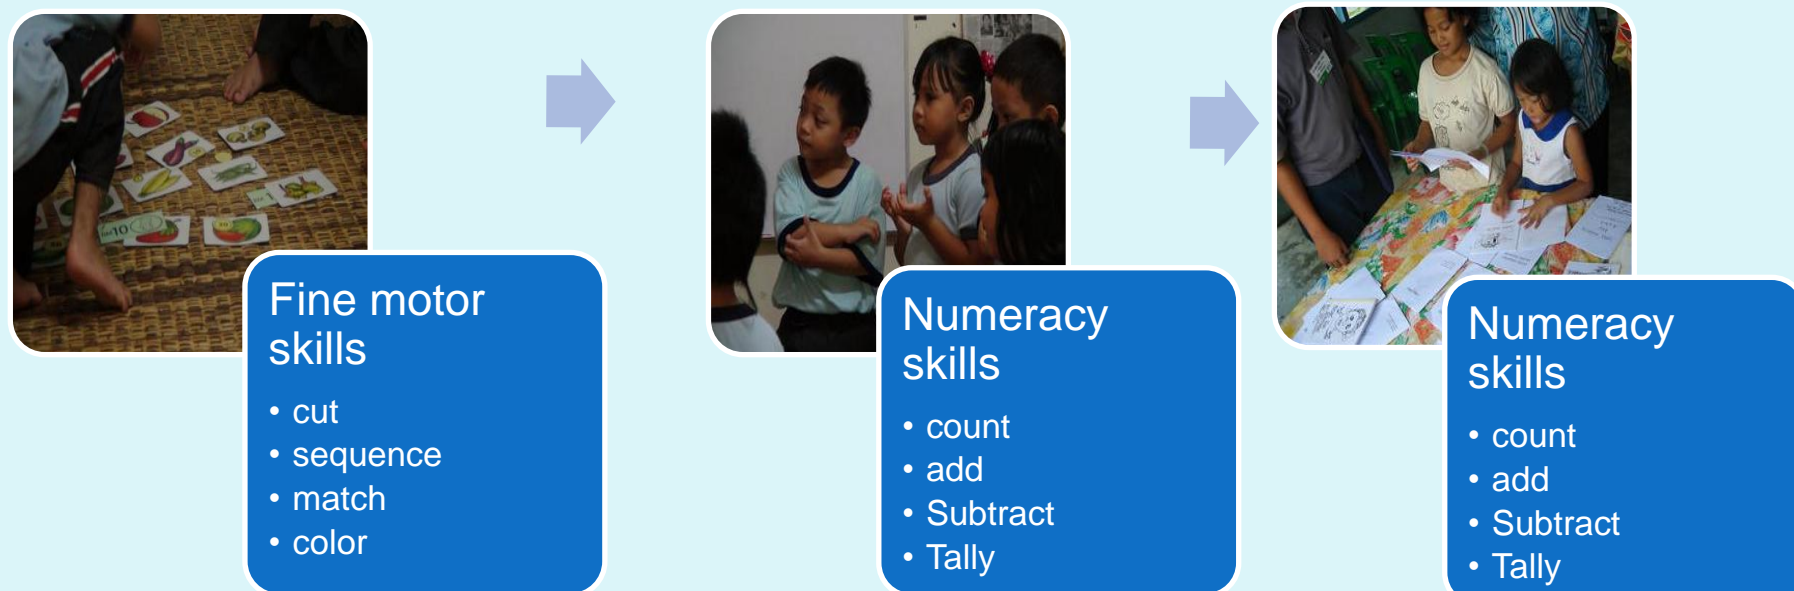 Fine motor
skills
• cut
• sequence
• match
• color
Numeracy
skills
• count
• add
• Subtract
• Tally
Numeracy
skills
• count
• add
• Subtract
• Tally